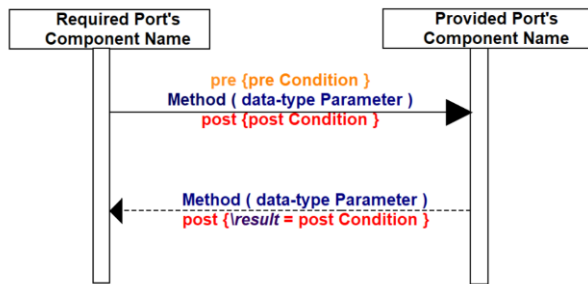 Required Port's
Component Name
Provided Port's
Component Name
pre {pre Condition }
Method ( data-type Parameter )
post {post Condition }
Method ( data-type Parameter )
post {\result = post Condition }